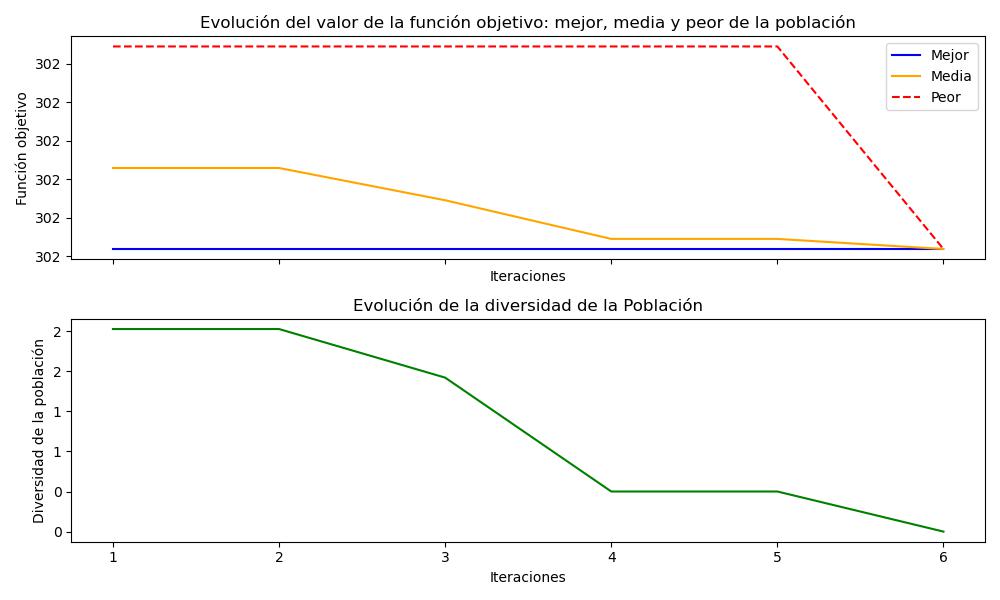 Evolución del valor de la función objetivo: mejor, media y peor de la población
Función objetivo
302
302
302
302
302
302
Mejor
Media
Peor
Iteraciones
Evolución de la diversidad de la Población
Diversidad de la población
2
2
1
1
0
0
1 2 3 4 5 6
Iteraciones